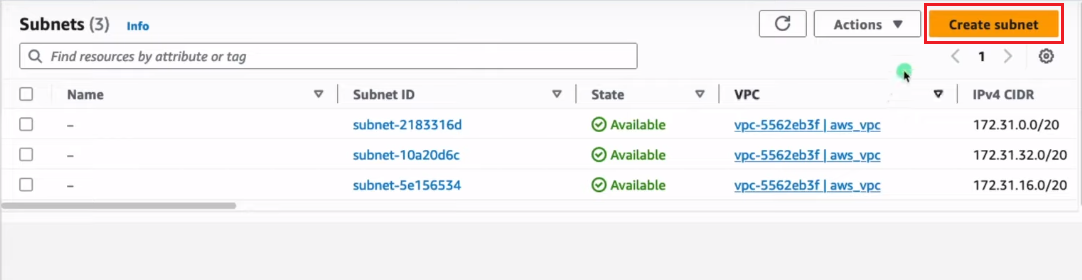 Subnets (3) Info Actions Create subnet
Find resources by attribute or tag 1
Name Subnet ID State VPC IPv4 CIDR
– subnet-2183316d Available vpc-5562eb3f | aws_vpc 172.31.0.0/20
– subnet-10a20d6c Available vpc-5562eb3f | aws_vpc 172.31.32.0/20
– subnet-5e156534 Available vpc-5562eb3f | aws_vpc 172.31.16.0/20